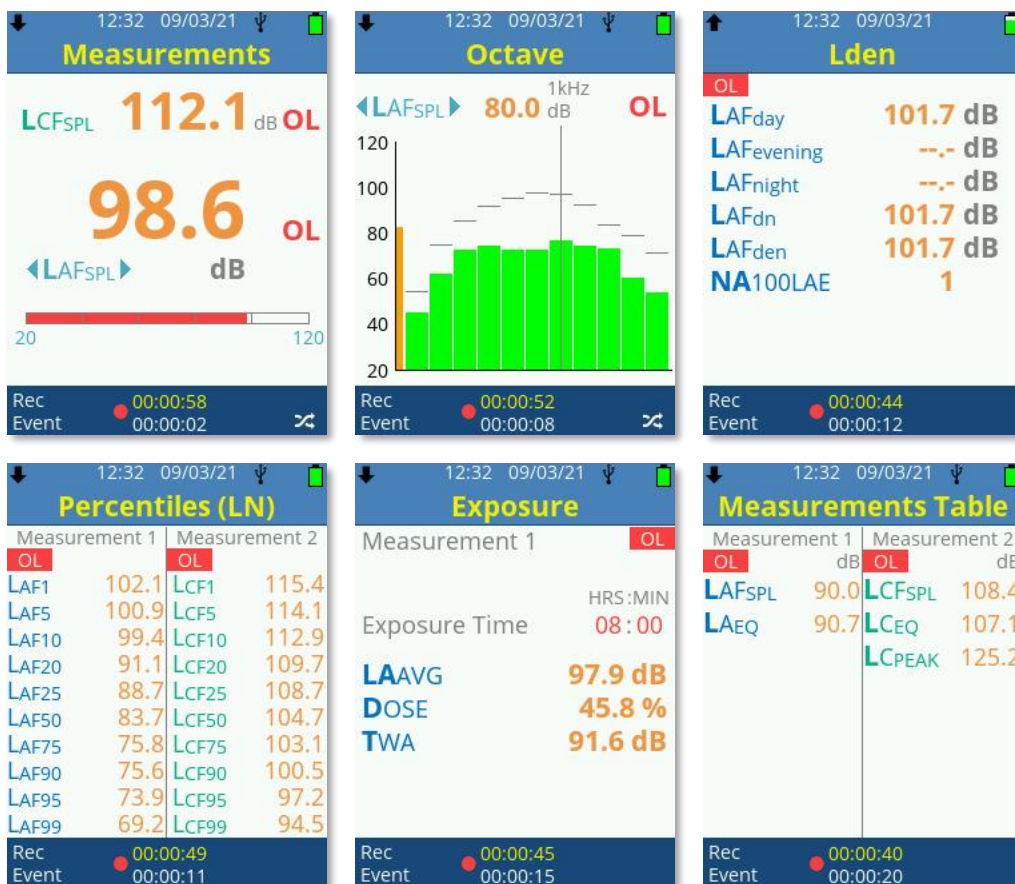 12:32 09/03/21
Measurements
LCFSPL 112.1 dB OL
98.6 OL
LAFSPL dB
20 120
Rec 00:00:58
Event 00:00:02
12:32 09/03/21
Octave
LAFSPL 80.0 dB 1kHz OL
120
100
80
60
40
20
Rec 00:00:52
Event 00:00:08
12:32 09/03/21
Lden
OL
LAFday 101.7 dB
LAFevening --.- dB
LAFnight --.- dB
LAFdn 101.7 dB
LAFden 101.7 dB
NA100LAE 1
Rec 00:00:44
Event 00:00:12
12:32 09/03/21
Percentiles (LN)
Measurement 1 Measurement 2
OL OL
LAF1 102.1 LCF1 115.4
LAF5 100.9 LCF5 114.1
LAF10 99.4 LCF10 112.9
LAF20 91.1 LCF20 109.7
LAF25 88.7 LCF25 108.7
LAF50 83.7 LCF50 104.7
LAF75 75.8 LCF75 103.1
LAF90 75.6 LCF90 100.5
LAF95 73.9 LCF95 97.2
LAF99 69.2 LCF99 94.5
Rec 00:00:49
Event 00:00:11
12:32 09/03/21
Exposure
Measurement 1 OL
HRS:MIN
Exposure Time 08:00
LAAVG 97.9 dB
DOSE 45.8 %
TWA 91.6 dB
Rec 00:00:45
Event 00:00:15
12:32 09/03/21
Measurements Table
Measurement 1 Measurement 2
OL dB OL dB
LAFSPL 90.0 LCFSPL 108.4
LAEQ 90.7 LCEQ 107.1
LCPEAK 125.2
Rec 00:00:40
Event 00:00:20